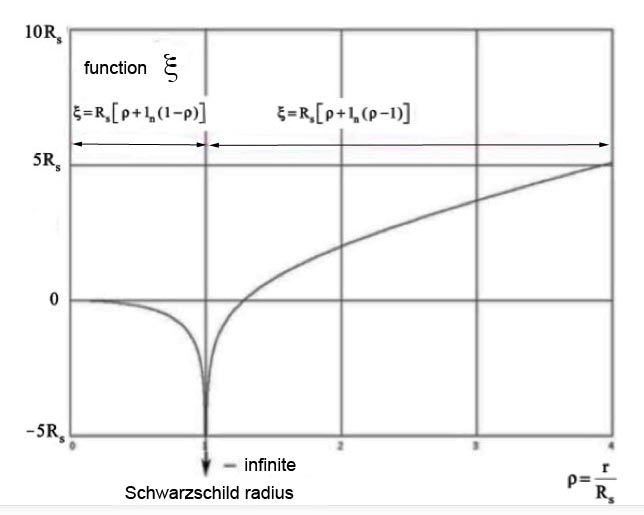 10Rₛ
function ξ
ξ=Rₛ[ρ+lₙ(1−ρ)] ξ=Rₛ[ρ+lₙ(ρ−1)]
5Rₛ
0
−5Rₛ
0 1 2 3 4
− infinite
Schwarzschild radius
ρ=r/Rₛ